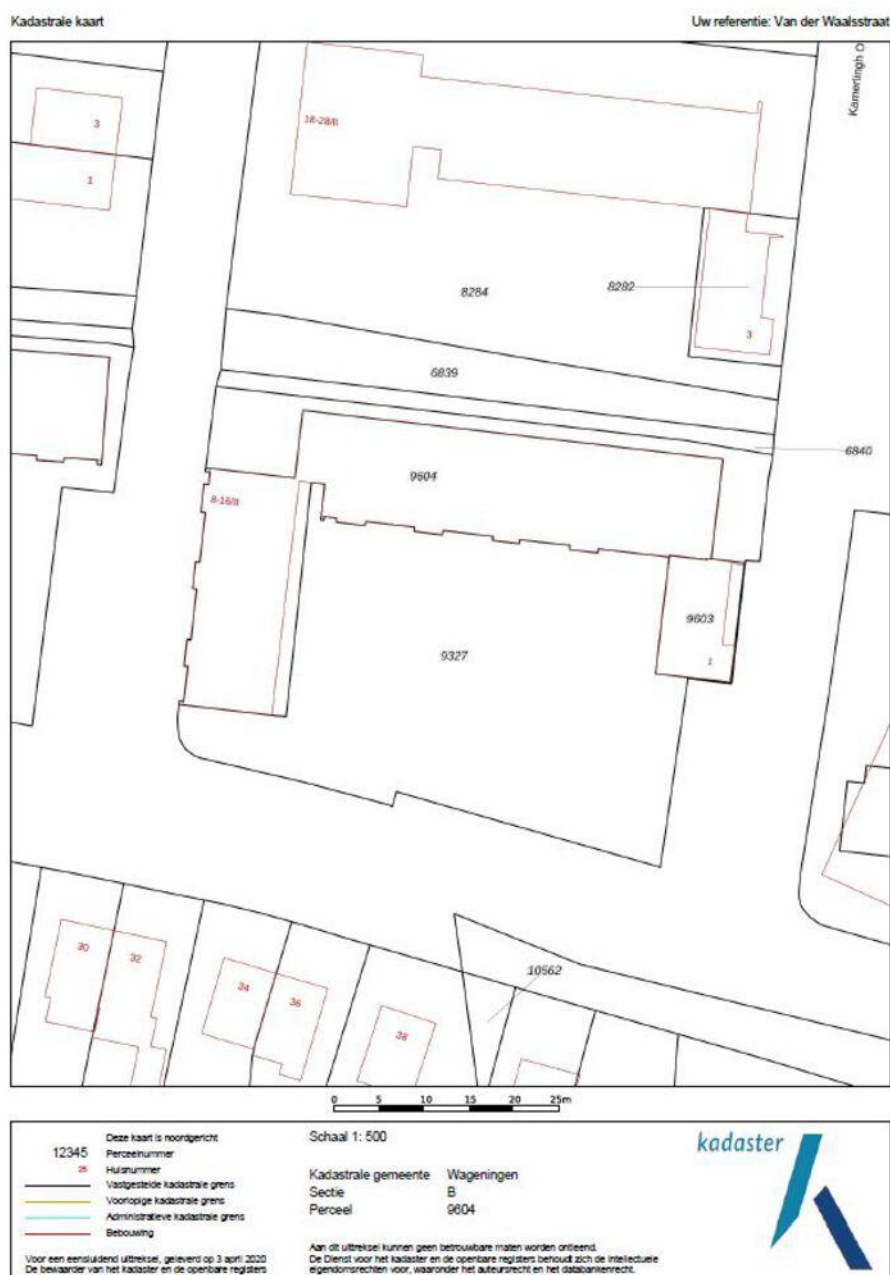 Kadastrale kaart
Uw referentie: Van der Waalsstraat
Kamerlingh O
3
18-28/8
1
8284
8282
3
6839
6840
9604
8-16/8
9603
9327
1
10562
30
32
34
36
38
0 5 10 15 20 25m
Deze kaart is noordgericht
12345 Perceelnummer
25 Huisnummer
Vastgestelde kadastrale grens
Voorlopige kadastrale grens
Administratieve kadastrale grens
Bebouwing
Voor een eensluidend uittreksel, geleverd op 3 april 2020
De bewaarder van het kadaster en de openbare registers
Schaal 1: 500
Kadastrale gemeente Wageningen
Sectie B
Perceel 9604
Aan dit uittreksel kunnen geen betrouwbare maten worden ontleend.
De Dienst voor het kadaster en de openbare registers behoudt zich de intellectuele
eigendomsrechten voor, waaronder het auteursrecht en het databankenrecht.
kadaster